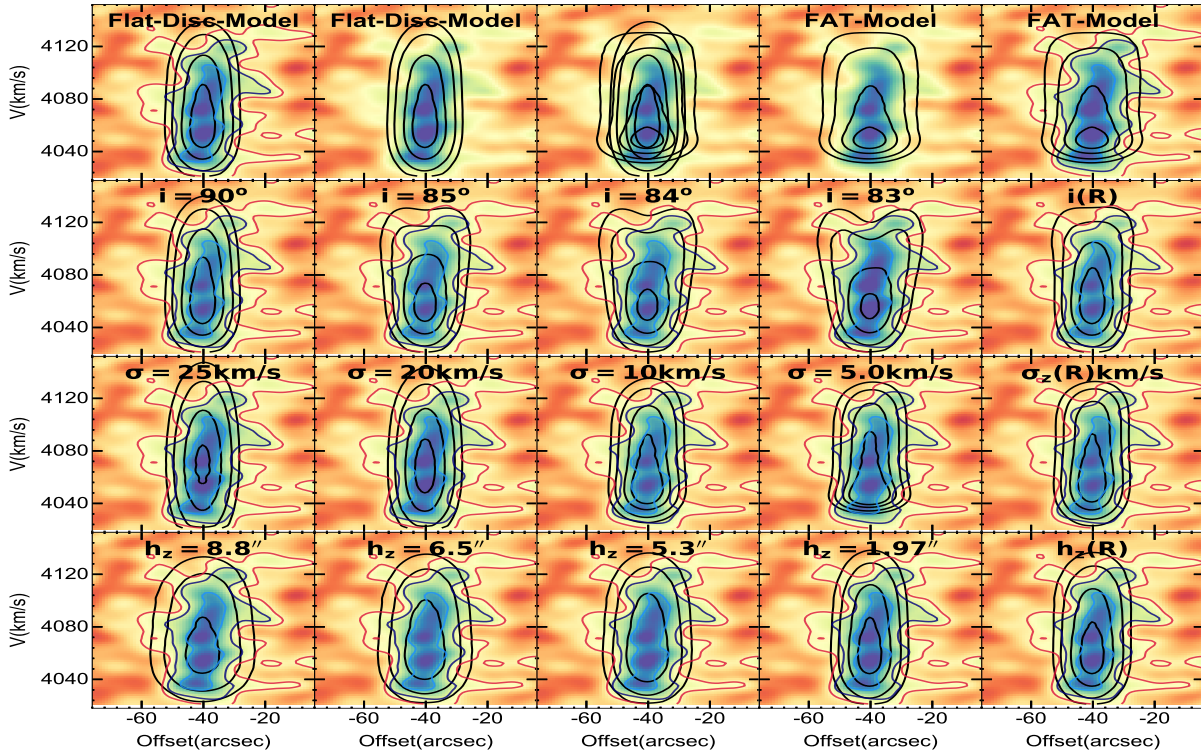 Flat-Disc-Model Flat-Disc-Model FAT-Model FAT-Model
4120
4080
4040
V(km/s)
i = 90° i = 85° i = 84° i = 83° i(R)
4120
4080
4040
V(km/s)
σ = 25km/s σ = 20km/s σ = 10km/s σ = 5.0km/s σz(R)km/s
4120
4080
4040
V(km/s)
hz = 8.8″ hz = 6.5″ hz = 5.3″ hz = 1.97″ hz(R)
4120
4080
4040
V(km/s)
-60 -40 -20 -60 -40 -20 -60 -40 -20 -60 -40 -20 -60 -40 -20
Offset(arcsec) Offset(arcsec) Offset(arcsec) Offset(arcsec) Offset(arcsec)